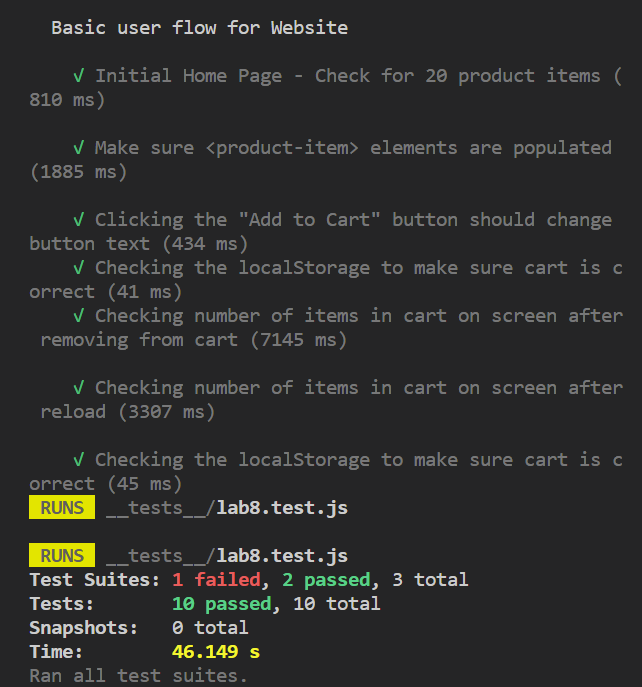 Basic user flow for Website
√ Initial Home Page - Check for 20 product items (
810 ms)
√ Make sure <product-item> elements are populated
(1885 ms)
√ Clicking the "Add to Cart" button should change
button text (434 ms)
√ Checking the localStorage to make sure cart is c
orrect (41 ms)
√ Checking number of items in cart on screen after
removing from cart (7145 ms)
√ Checking number of items in cart on screen after
reload (3307 ms)
√ Checking the localStorage to make sure cart is c
orrect (45 ms)
RUNS __tests__/lab8.test.js
RUNS __tests__/lab8.test.js
Test Suites: 1 failed, 2 passed, 3 total
Tests: 10 passed, 10 total
Snapshots: 0 total
Time: 46.149 s
Ran all test suites.